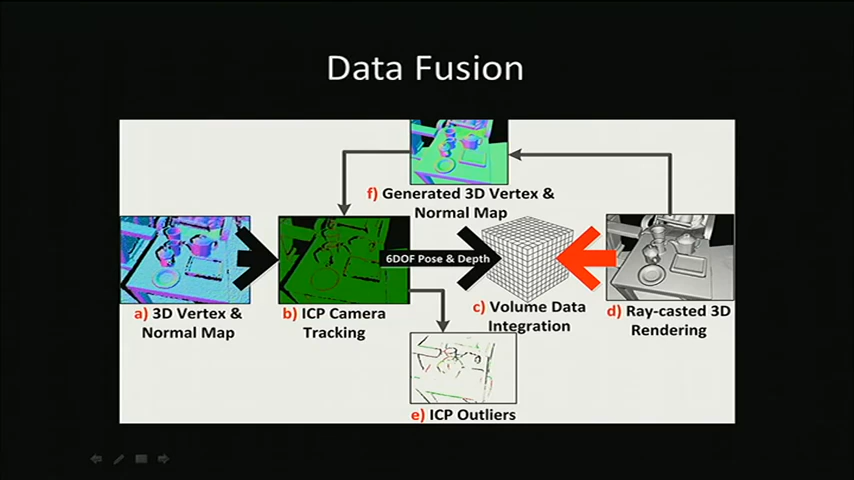 Data Fusion
f) Generated 3D Vertex &
Normal Map
6DOF Pose & Depth
a) 3D Vertex &
Normal Map
b) ICP Camera
Tracking
c) Volume Data
Integration
d) Ray-casted 3D
Rendering
e) ICP Outliers